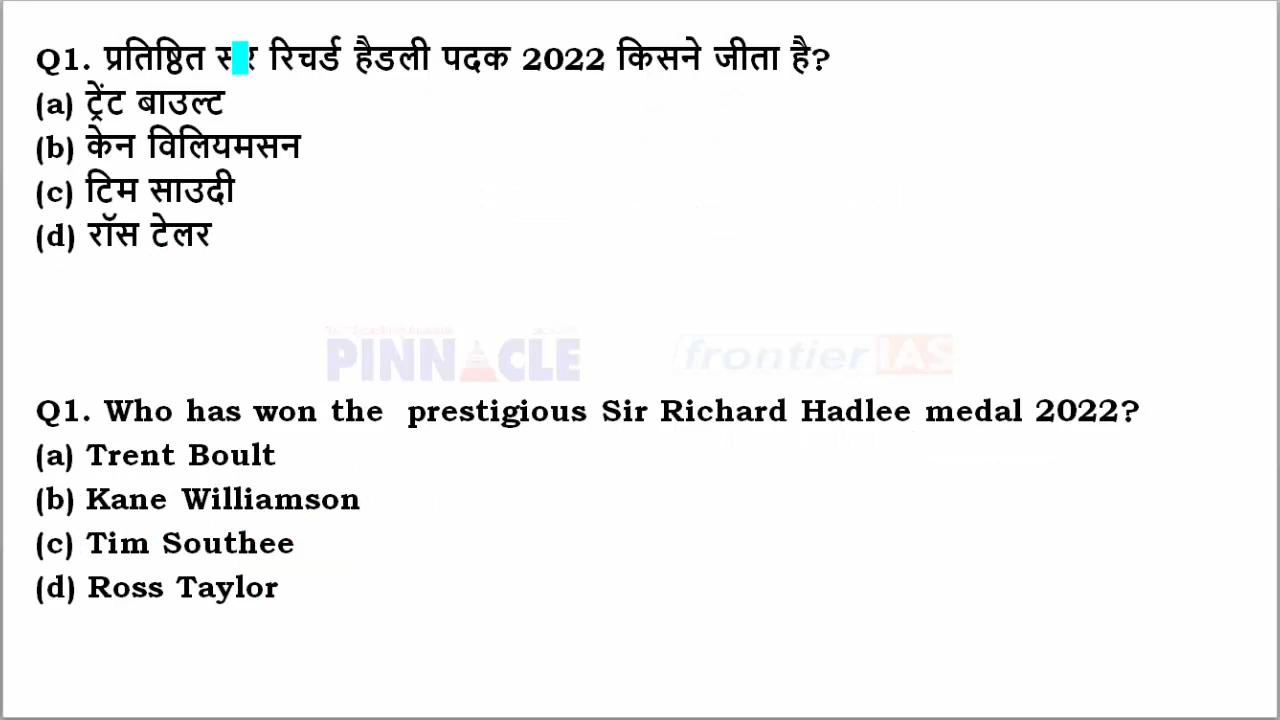 Q1. प्रतिष्ठित सर रिचर्ड हैडली पदक 2022 किसने जीता है?
(a) ट्रेंट बाउल्ट
(b) केन विलियमसन
(c) टिम साउदी
(d) रॉस टेलर
PINNACLE frontier IAS
Q1. Who has won the prestigious Sir Richard Hadlee medal 2022?
(a) Trent Boult
(b) Kane Williamson
(c) Tim Southee
(d) Ross Taylor